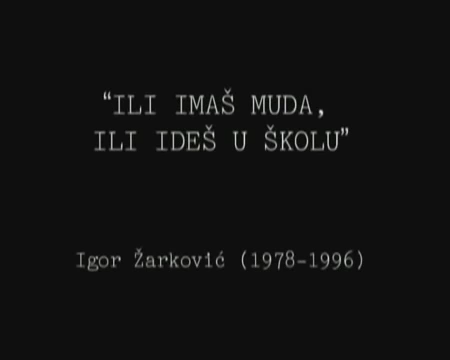 “ILI IMAŠ MUDA,
ILI IDEŠ U ŠKOLU”
Igor Žarković (1978-1996)